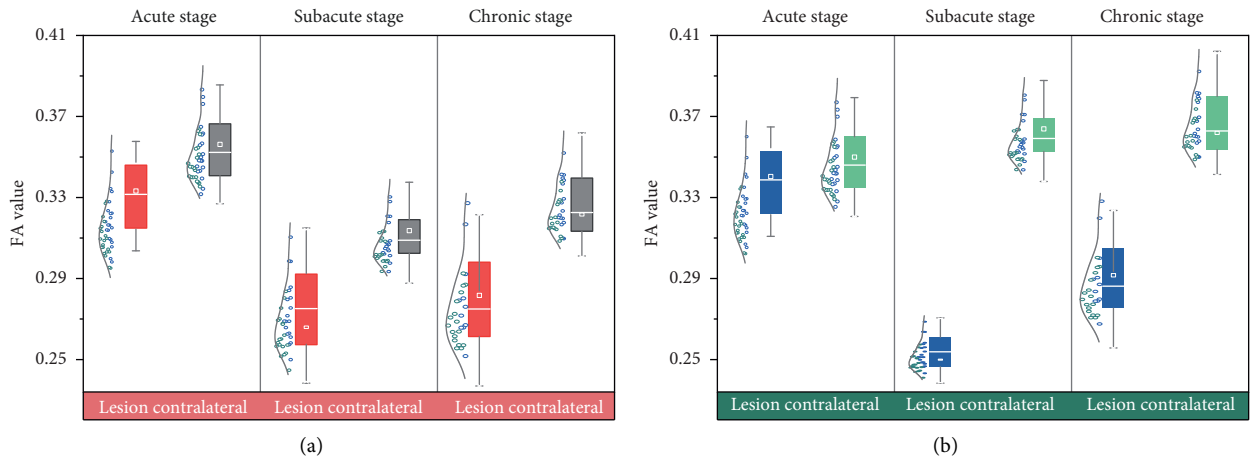 Acute stage Subacute stage Chronic stage
0.41
0.37
0.33
0.29
0.25
FA value
Lesion contralateral Lesion contralateral Lesion contralateral
(a)
Acute stage Subacute stage Chronic stage
0.41
0.37
0.33
0.29
0.25
FA value
Lesion contralateral Lesion contralateral Lesion contralateral
(b)